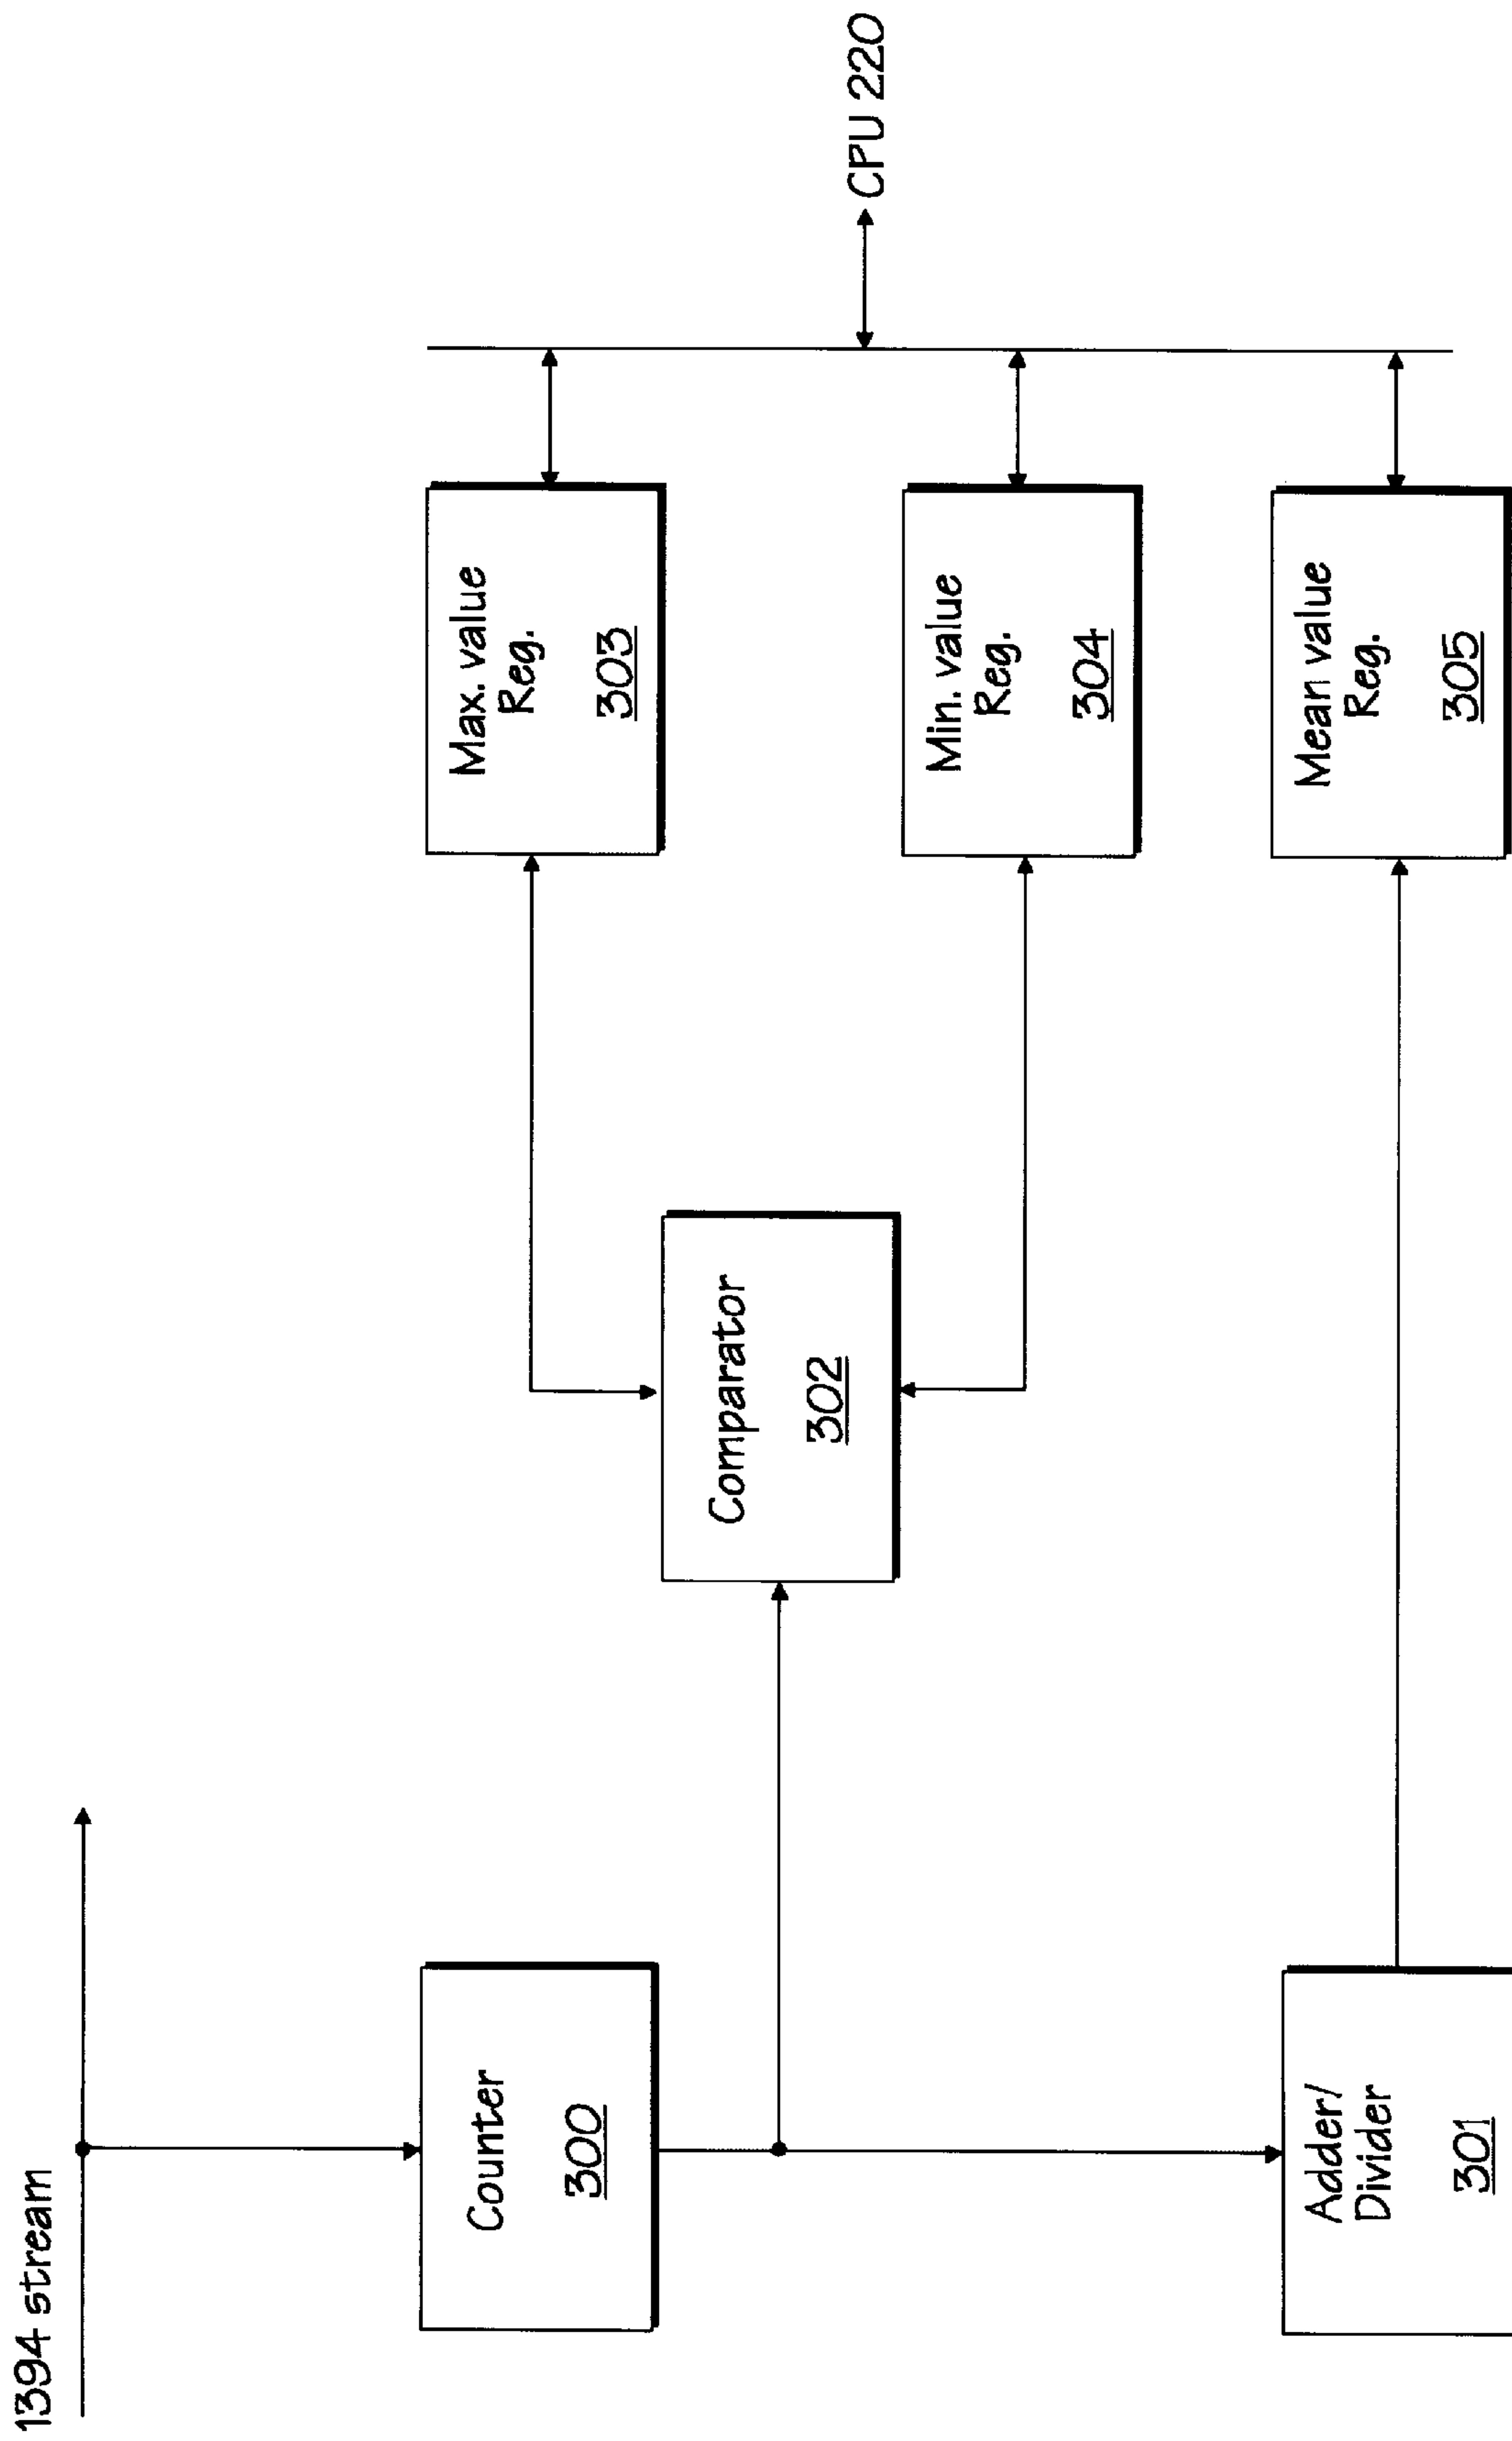 1394 stream
Counter
300
Adder/
Divider
301
Comparator
302
Max. value
Reg.
303
Min. value
Reg.
304
Mean value
Reg.
305
CPU 220